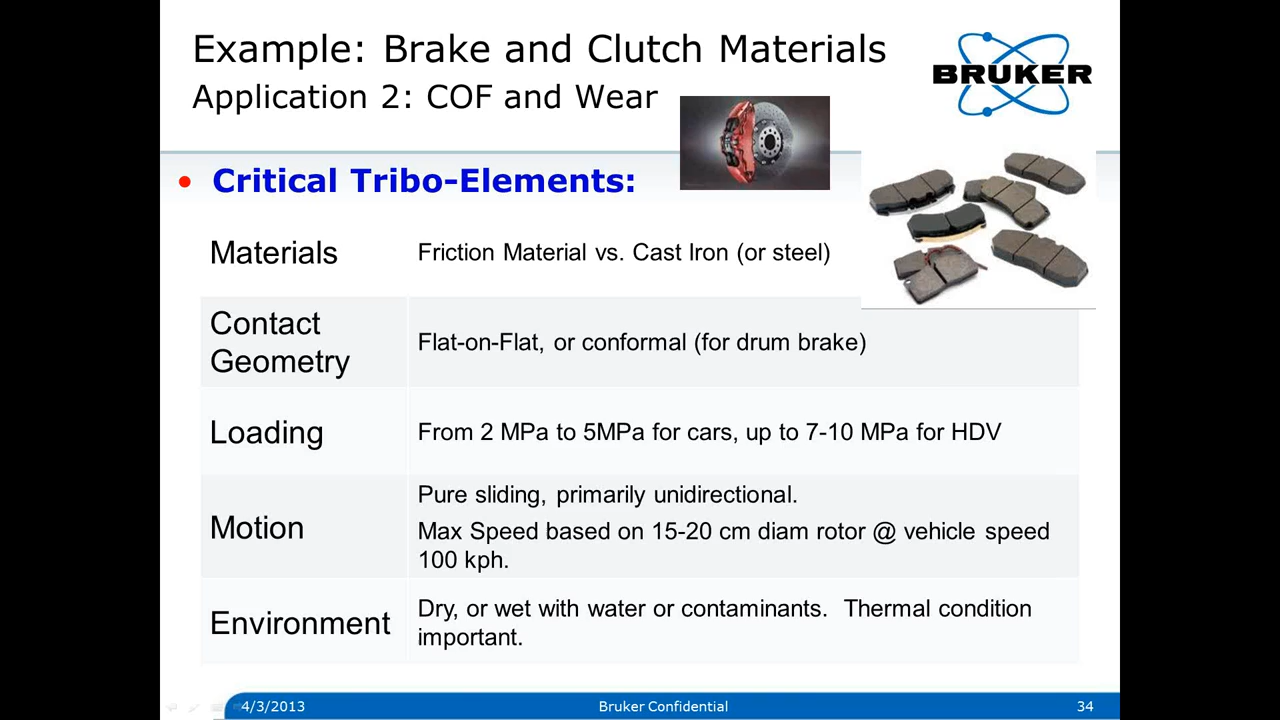 Example: Brake and Clutch Materials
Application 2: COF and Wear
BRUKER
• Critical Tribo-Elements:
Materials
Friction Material vs. Cast Iron (or steel)
Contact
Geometry
Flat-on-Flat, or conformal (for drum brake)
Loading
From 2 MPa to 5MPa for cars, up to 7-10 MPa for HDV
Motion
Pure sliding, primarily unidirectional.
Max Speed based on 15-20 cm diam rotor @ vehicle speed
100 kph.
Environment
Dry, or wet with water or contaminants.  Thermal condition
important.
4/3/2013
Bruker Confidential
34